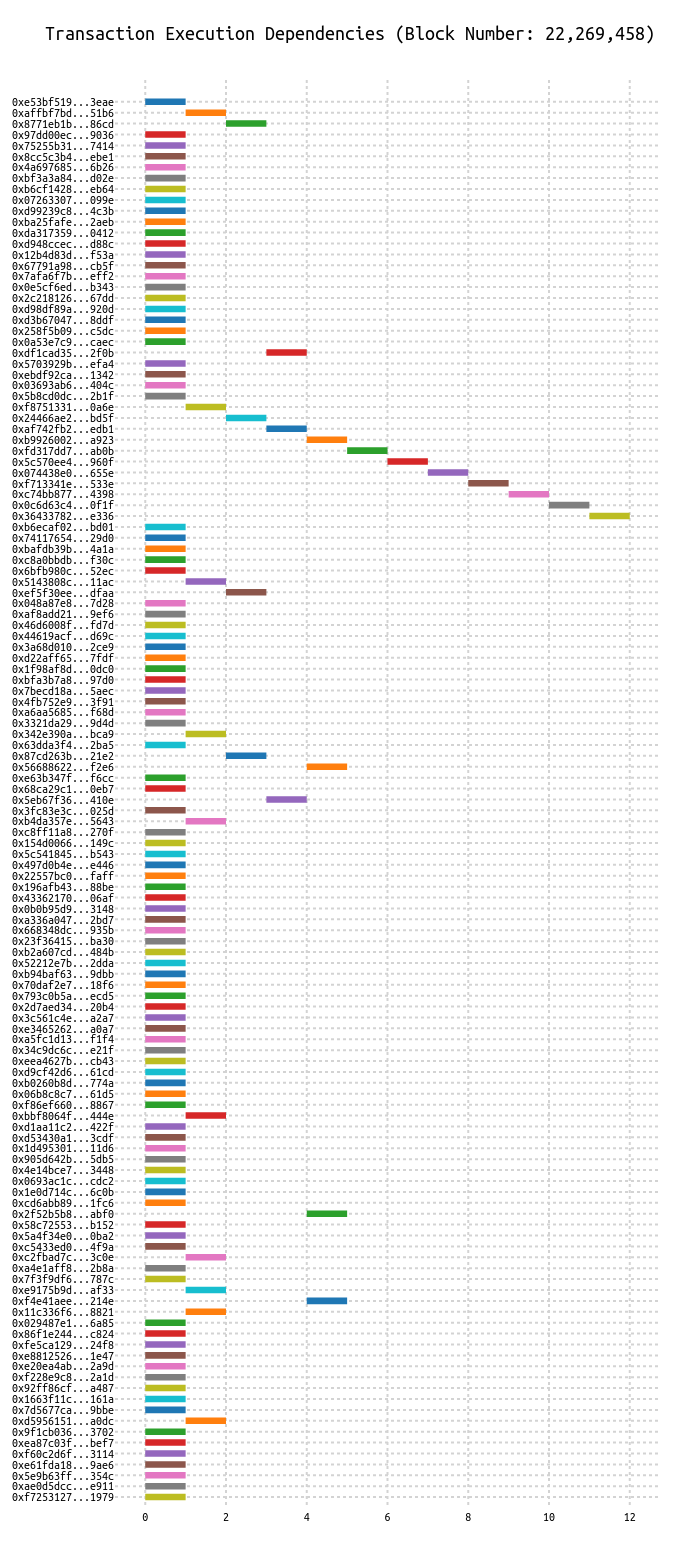 Transaction Execution Dependencies (Block Number: 22,269,458)
0xe53bf519...3eae
0xaffbf7bd...51b6
0x8771eb1b...86cd
0x97dd00ec...9036
0x75255b31...7414
0x8cc5c3b4...ebe1
0x4a697685...6b26
0xbf3a3a84...d02e
0xb6cf1428...eb64
0x07263307...099e
0xd99239c8...4c3b
0xba25fafe...2aeb
0xda317359...0412
0xd948ccec...d88c
0x12b4d83d...f53a
0x67791a98...cb5f
0x7afa6f7b...eff2
0x0e5cf6ed...b343
0x2c218126...67dd
0xd98df89a...920d
0xd3b67047...8ddf
0x258f5b09...c5dc
0x0a53e7c9...caec
0xdf1cad35...2f0b
0x5703929b...efa4
0xebdf92ca...1342
0x03693ab6...404c
0x5b8cd0dc...2b1f
0xf8751331...0a6e
0x24466ae2...bd5f
0xaf742fb2...edb1
0xb9926002...a923
0xfd317dd7...ab0b
0x5c570ee4...960f
0x074438e0...655e
0xf713341e...533e
0xc74bb877...4398
0x0c6d63c4...0f1f
0x36433782...e336
0xb6ecaf02...bd01
0x74117654...29d0
0xbafdb39b...4a1a
0xc8a0bbdb...f30c
0x6bfb980c...52ec
0x5143808c...11ac
0xef5f30ee...dfaa
0x048a87e8...7d28
0xaf8add21...9ef6
0x46d6008f...fd7d
0x44619acf...d69c
0x3a68d010...2ce9
0xd22aff65...7fdf
0x1f98af8d...0dc0
0xbfa3b7a8...97d0
0x7becd18a...5aec
0x4fb752e9...3f91
0xa6aa5685...f68d
0x3321da29...9d4d
0x342e390a...bca9
0x63dda3f4...2ba5
0x87cd263b...21e2
0x56688622...f2e6
0xe63b347f...f6cc
0x68ca29c1...0eb7
0x5eb67f36...410e
0x3fc83e3c...025d
0xb4da357e...5643
0xc8ff11a8...270f
0x154d0066...149c
0x5c541845...b543
0x497d0b4e...e446
0x22557bc0...faff
0x196afb43...88be
0x43362170...06af
0x0b0b95d9...3148
0xa336a047...2bd7
0x668348dc...935b
0x23f36415...ba30
0xb2a607cd...484b
0x52212e7b...2dda
0xb94baf63...9dbb
0x70daf2e7...18f6
0x793c0b5a...ecd5
0x2d7aed34...20b4
0x3c561c4e...a2a7
0xe3465262...a0a7
0xa5fc1d13...f1f4
0x34c9dc6c...e21f
0xeea4627b...cb43
0xd9cf42d6...61cd
0xb0260b8d...774a
0x06b8c8c7...61d5
0xf86ef660...8867
0xbbf8064f...444e
0xd1aa11c2...422f
0xd53430a1...3cdf
0x1d495301...11d6
0x905d642b...5db5
0x4e14bce7...3448
0x0693ac1c...cdc2
0x1e0d714c...6c0b
0xcd6abb89...1fc6
0x2f52b5b8...abf0
0x58c72553...b152
0x5a4f34e0...0ba2
0xc5433ed0...4f9a
0xc2fbad7c...3c0e
0xa4e1aff8...2b8a
0x7f3f9df6...787c
0xe9175b9d...af33
0xf4e41aee...214e
0x11c336f6...8821
0x029487e1...6a85
0x86f1e244...c824
0xfe5ca129...24f8
0xe8812526...1e47
0xe20ea4ab...2a9d
0xf228e9c8...2a1d
0x92ff86cf...a487
0x1663f11c...161a
0x7d5677ca...9bbe
0xd5956151...a0dc
0x9f1cb036...3702
0xea87c03f...bef7
0xf60c2d6f...3114
0xe61fda18...9ae6
0x5e9b63ff...354c
0xae0d5dcc...e911
0xf7253127...1979
0 2 4 6 8 10 12